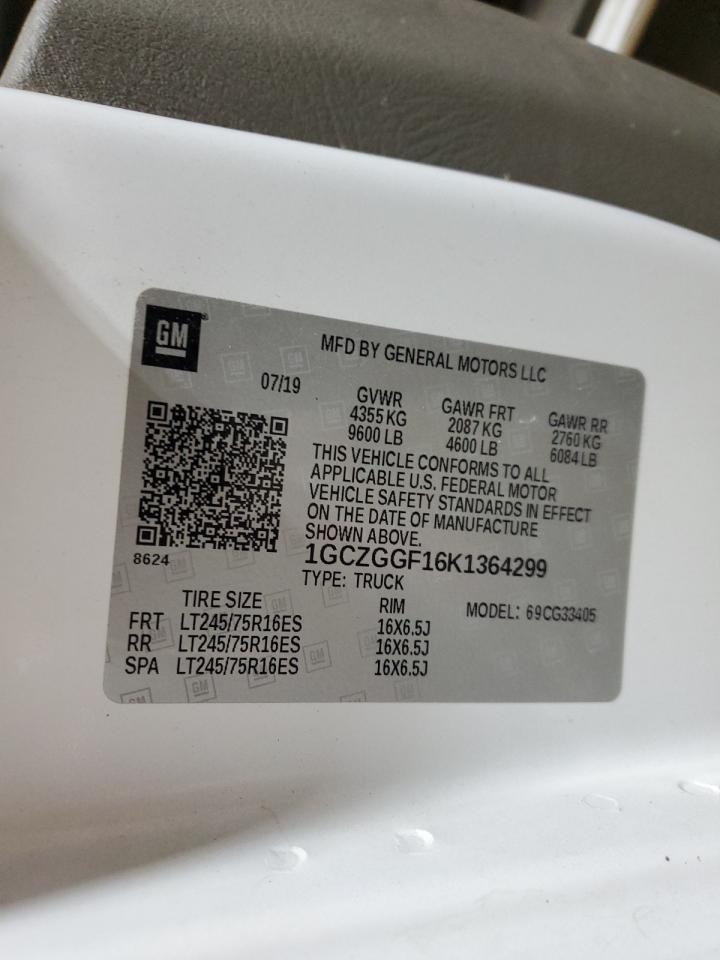 GM
MFD BY GENERAL MOTORS LLC
07/19
GVWR GAWR FRT GAWR RR
4355 KG 2087 KG 2760 KG
9600 LB 4600 LB 6084 LB
THIS VEHICLE CONFORMS TO ALL
APPLICABLE U.S. FEDERAL MOTOR
VEHICLE SAFETY STANDARDS IN EFFECT
ON THE DATE OF MANUFACTURE
SHOWN ABOVE.
8624
1GCZGGF16K1364299
TYPE: TRUCK
MODEL: 69CG33405
TIRE SIZE RIM
FRT LT245/75R16ES 16X6.5J
RR LT245/75R16ES 16X6.5J
SPA LT245/75R16ES 16X6.5J